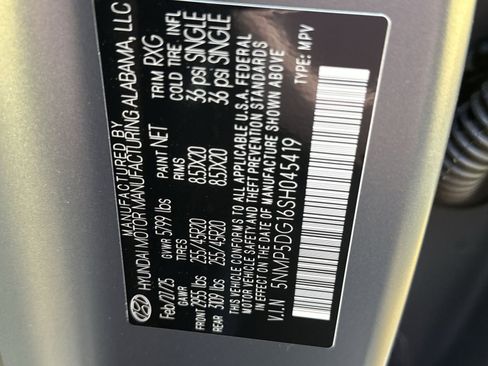 MANUFACTURED BY
HYUNDAI MOTOR MANUFACTURING ALABAMA, LLC
Feb/27/25 GVWR 5799 lbs PAINT NET TRIM RXG
GAWR TIRES RIMS COLD TIRE. INFL
FRONT 2955 lbs 255/45R20 8.5JX20 36 psi SINGLE
REAR 3109 lbs 255/45R20 8.5JX20 36 psi SINGLE
THIS VEHICLE CONFORMS TO ALL APPLICABLE U.S.A. FEDERAL
MOTOR VEHICLE SAFETY, AND THEFT PREVENTION STANDARDS
IN EFFECT ON THE DATE OF MANUFACTURE SHOWN ABOVE
V.I.N 5NMP5DG16SH045419 TYPE: MPV